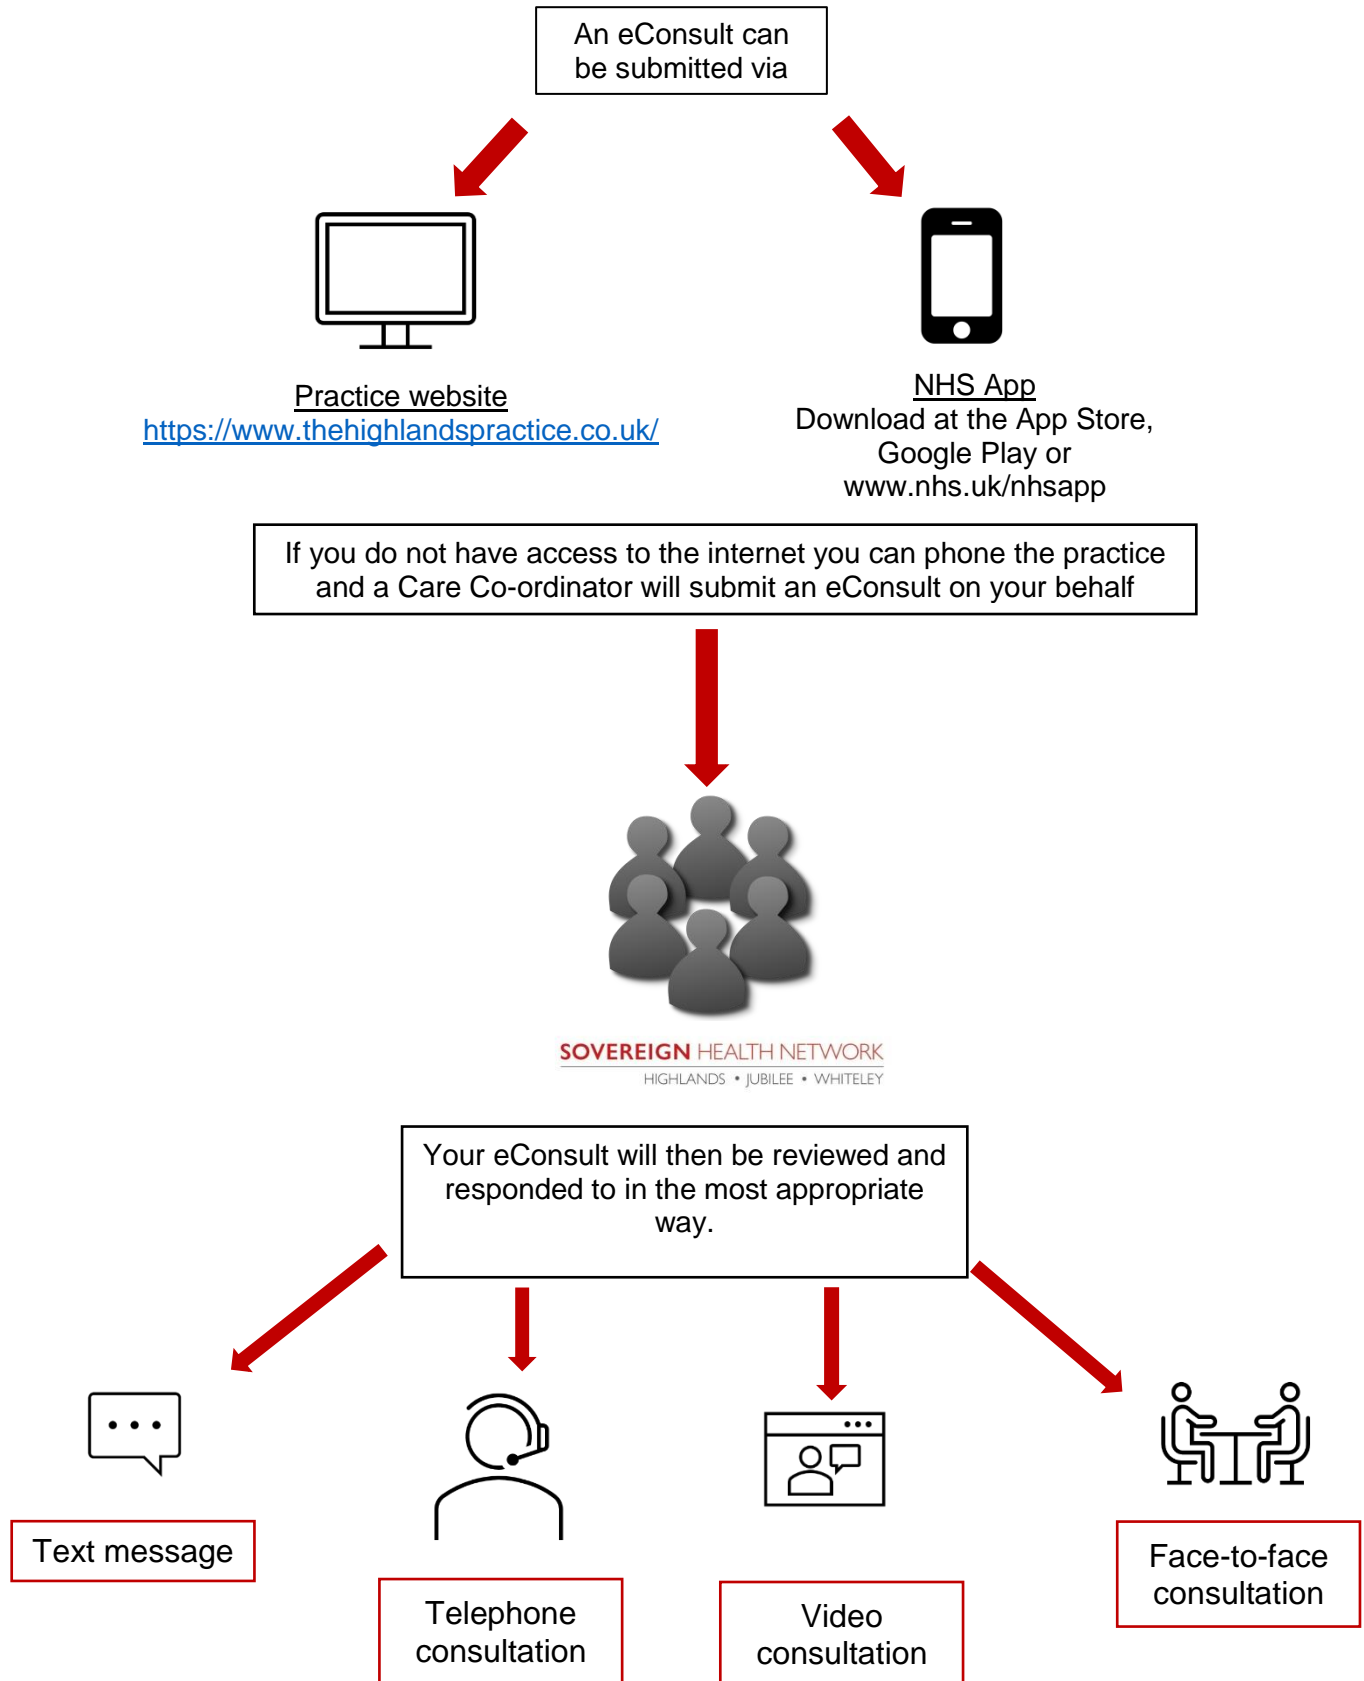 An eConsult can
be submitted via
Practice website
https://www.thehighlandspractice.co.uk/
NHS App
Download at the App Store,
Google Play or
www.nhs.uk/nhsapp
If you do not have access to the internet you can phone the practice
and a Care Co-ordinator will submit an eConsult on your behalf
SOVEREIGN HEALTH NETWORK
HIGHLANDS • JUBILEE • WHITELEY
Your eConsult will then be reviewed and
responded to in the most appropriate
way.
Text message
Telephone
consultation
Video
consultation
Face-to-face
consultation